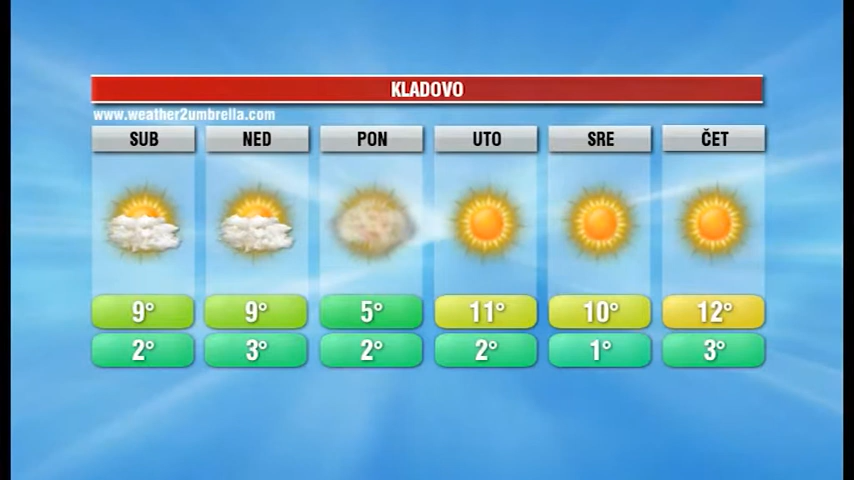 KLADOVO
www.weather2umbrella.com
SUB NED PON UTO SRE ČET
9° 9° 5° 11° 10° 12°
2° 3° 2° 2° 1° 3°